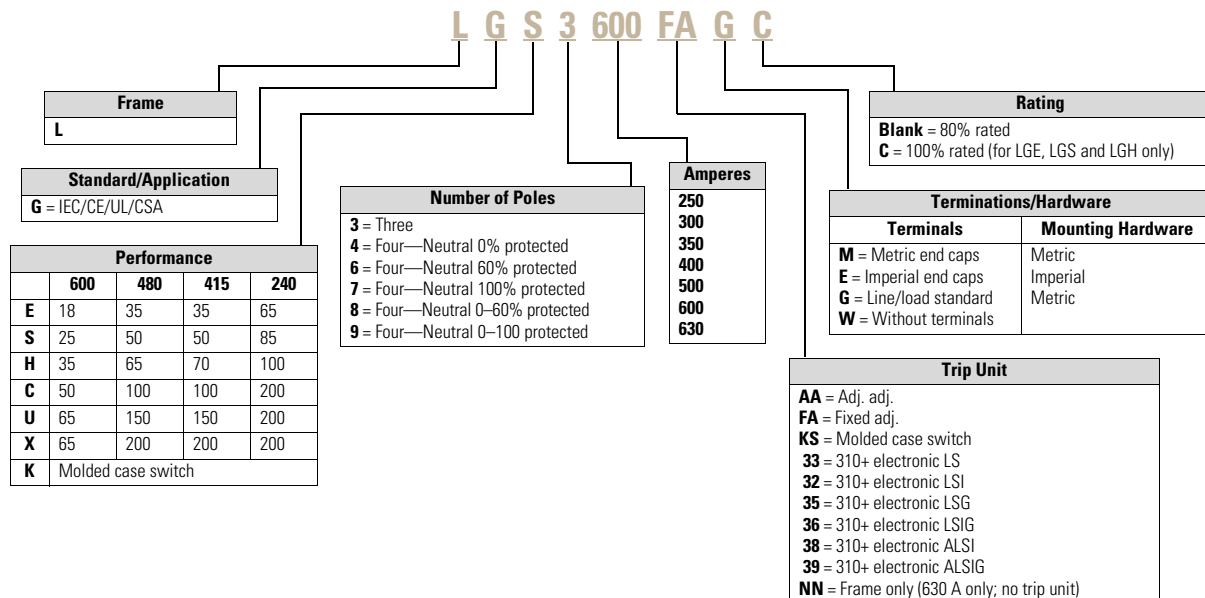 L G S 3 600 FA G C
Frame
L
Standard/Application
G = IEC/CE/UL/CSA
Performance
600 480 415 240
E 18 35 35 65
S 25 50 50 85
H 35 65 70 100
C 50 100 100 200
U 65 150 150 200
X 65 200 200 200
K Molded case switch
Number of Poles
3 = Three
4 = Four—Neutral 0% protected
6 = Four—Neutral 60% protected
7 = Four—Neutral 100% protected
8 = Four—Neutral 0–60% protected
9 = Four—Neutral 0–100 protected
Amperes
250
300
350
400
500
600
630
Rating
Blank = 80% rated
C = 100% rated (for LGE, LGS and LGH only)
Terminations/Hardware
Terminals Mounting Hardware
M = Metric end caps Metric
E = Imperial end caps Imperial
G = Line/load standard Metric
W = Without terminals
Trip Unit
AA = Adj. adj.
FA = Fixed adj.
KS = Molded case switch
33 = 310+ electronic LS
32 = 310+ electronic LSI
35 = 310+ electronic LSG
36 = 310+ electronic LSIG
38 = 310+ electronic ALSI
39 = 310+ electronic ALSIG
NN = Frame only (630 A only; no trip unit)